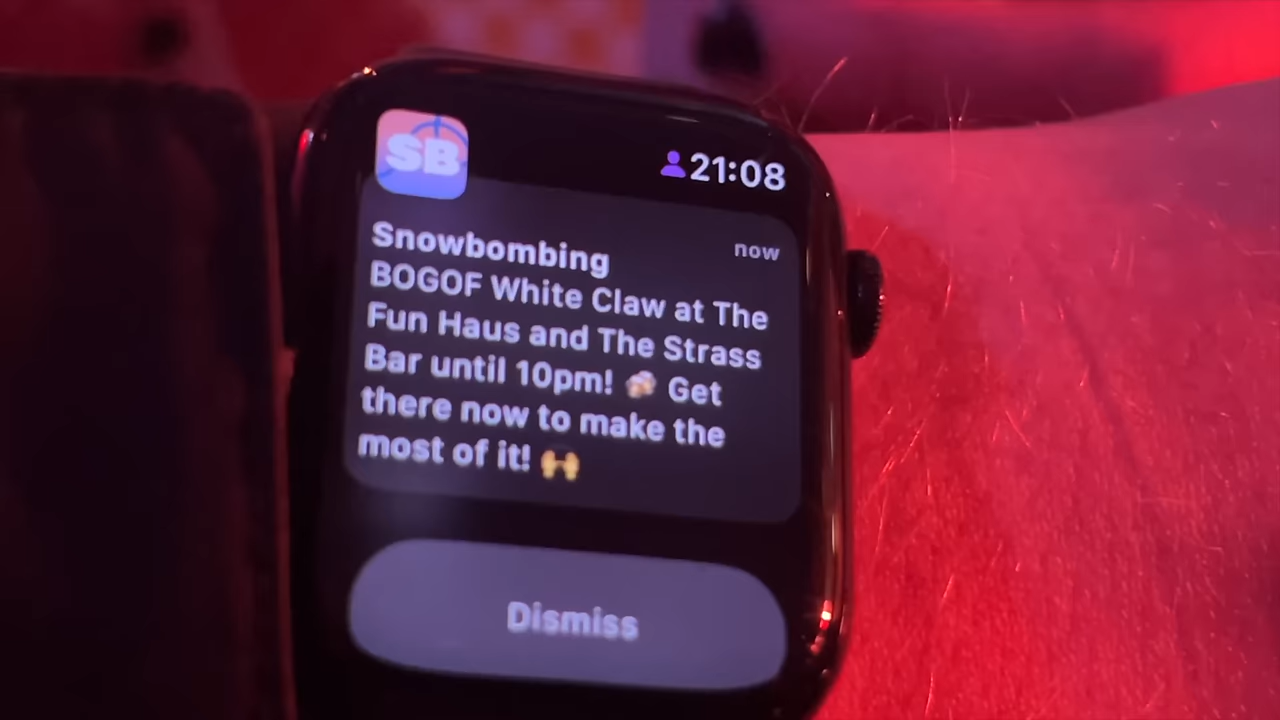 SB
21:08
Snowbombing
now
BOGOF White Claw at The
Fun Haus and The Strass
Bar until 10pm! 🍻 Get
there now to make the
most of it! 🙌
Dismiss